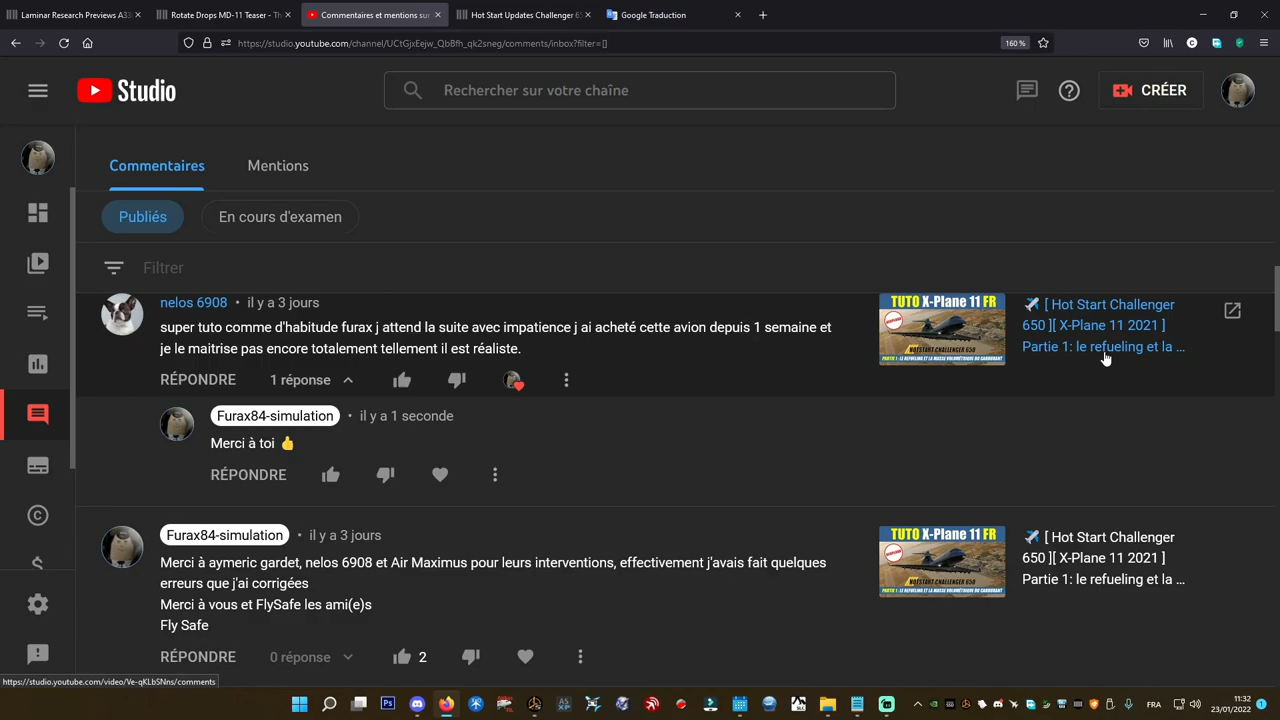 Laminar Research Previews A33
Rotate Drops MD-11 Teaser - Th
Commentaires et mentions sur
Hot Start Updates Challenger 65
Google Traduction
https://studio.youtube.com/channel/UCtGjxEejw_QbBfh_qk2sneg/comments/inbox?filter=[]
160 %
Studio
Rechercher sur votre chaîne
CRÉER
Commentaires
Mentions
Publiés
En cours d'examen
Filtrer
nelos 6908 • il y a 3 jours
super tuto comme d'habitude furax j attend la suite avec impatience j ai acheté cette avion depuis 1 semaine et
je le maitrise pas encore totalement tellement il est réaliste.
RÉPONDRE 1 réponse
TUTO X-Plane 11 FR
HOTSTART CHALLENGER 650
PARTIE 1 : LE REFUELING ET LA MASSE VOLUMÉTRIQUE DU CARBURANT
[ Hot Start Challenger
650 ][ X-Plane 11 2021 ]
Partie 1: le refueling et la ...
Furax84-simulation • il y a 1 seconde
Merci à toi 👍
RÉPONDRE
Furax84-simulation • il y a 3 jours
Merci à aymeric gardet, nelos 6908 et Air Maximus pour leurs interventions, effectivement j'avais fait quelques
erreurs que j'ai corrigées
Merci à vous et FlySafe les ami(e)s
Fly Safe
RÉPONDRE 0 réponse 2
TUTO X-Plane 11 FR
HOTSTART CHALLENGER 650
PARTIE 1 : LE REFUELING ET LA MASSE VOLUMÉTRIQUE DU CARBURANT
[ Hot Start Challenger
650 ][ X-Plane 11 2021 ]
Partie 1: le refueling et la ...
https://studio.youtube.com/video/Ve-qKLbSNns/comments
FRA
11:32
23/01/2022